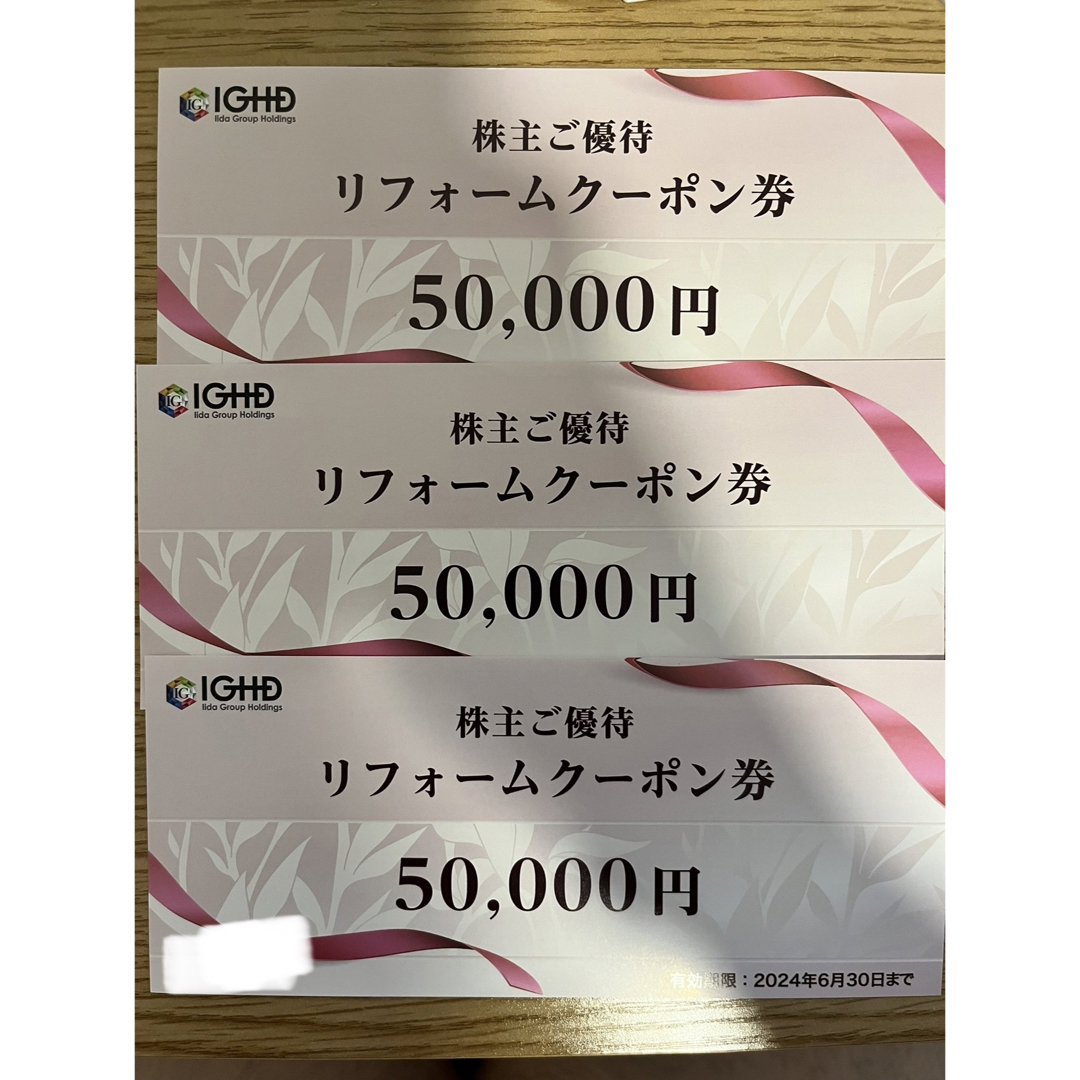 IG
IGHD
Iida Group Holdings
株主ご優待
リフォームクーポン券
50,000円
IG
IGHD
Iida Group Holdings
株主ご優待
リフォームクーポン券
50,000円
IG
IGHD
Iida Group Holdings
株主ご優待
リフォームクーポン券
50,000円
有効期限：2024年6月30日まで